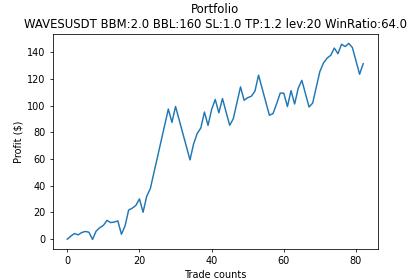 Portfolio
WAVESUSDT BBM:2.0 BBL:160 SL:1.0 TP:1.2 lev:20 WinRatio:64.0
140
120
100
80
60
40
20
0
Profit ($)
0 20 40 60 80
Trade counts